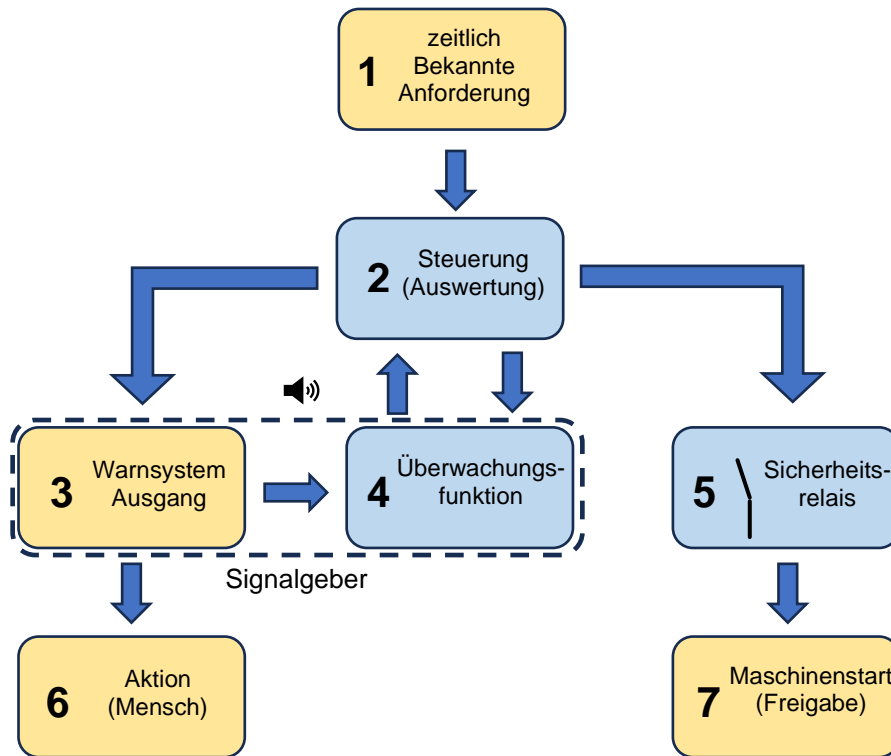 1
zeitlich
Bekannte
Anforderung
2
Steuerung
(Auswertung)
3
Warnsystem
Ausgang
4
Überwachungs-
funktion
5
Sicherheits-
relais
Signalgeber
6
Aktion
(Mensch)
7
Maschinenstart
(Freigabe)